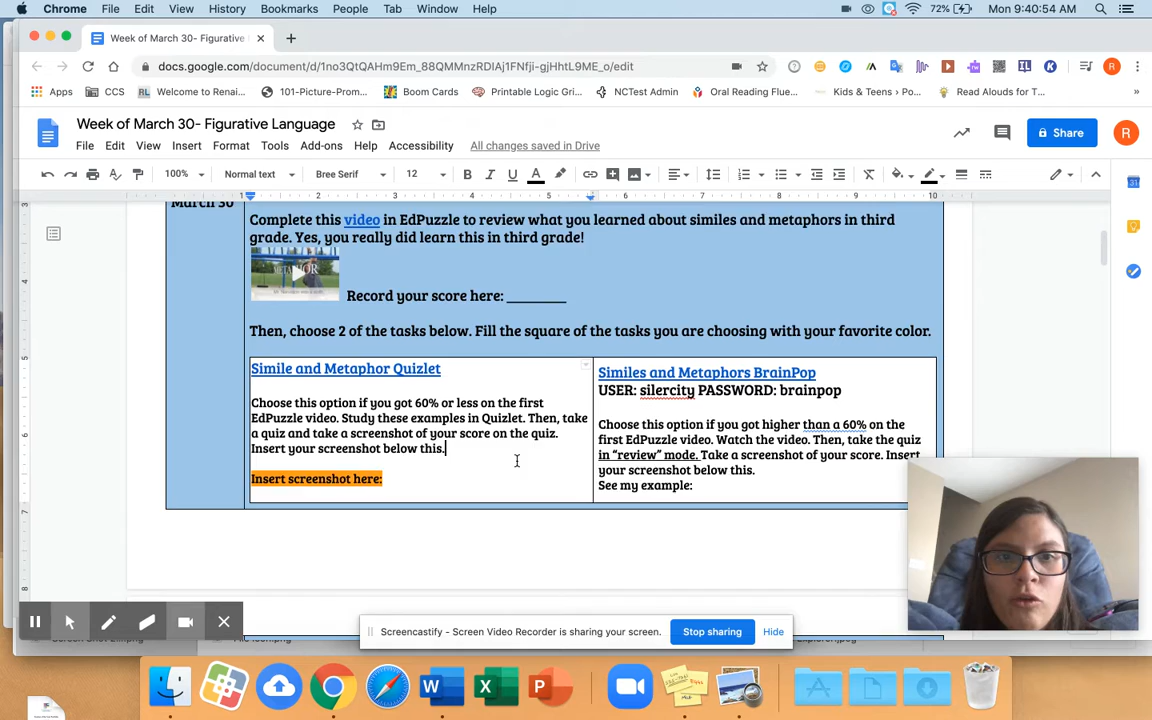 Chrome File Edit View History Bookmarks People Tab Window Help 72% Mon 9:40:54 AM
Week of March 30- Figurative
docs.google.com/document/d/1no3QtQAHm9Em_88QMMnzRDIAj1FNfji-gjHhtL9ME_o/edit
Apps CCS Welcome to Renai... 101-Picture-Prom... Boom Cards Printable Logic Gri... NCTest Admin Oral Reading Flue... Kids & Teens > Po... Read Alouds for T... »
Week of March 30- Figurative Language
File Edit View Insert Format Tools Add-ons Help Accessibility All changes saved in Drive
Share R
100% Normal text Bree Serif 12
March 30
Complete this video in EdPuzzle to review what you learned about similes and metaphors in third
grade. Yes, you really did learn this in third grade!
Record your score here: ________
Then, choose 2 of the tasks below. Fill the square of the tasks you are choosing with your favorite color.
Simile and Metaphor Quizlet
Choose this option if you got 60% or less on the first
EdPuzzle video. Study these examples in Quizlet. Then, take
a quiz and take a screenshot of your score on the quiz.
Insert your screenshot below this.
Insert screenshot here:
Similes and Metaphors BrainPop
USER: silercity PASSWORD: brainpop
Choose this option if you got higher than a 60% on the
first EdPuzzle video. Watch the video. Then, take the quiz
in “review” mode. Take a screenshot of your score. Insert
your screenshot below this.
See my example:
Screencastify - Screen Video Recorder is sharing your screen. Stop sharing Hide